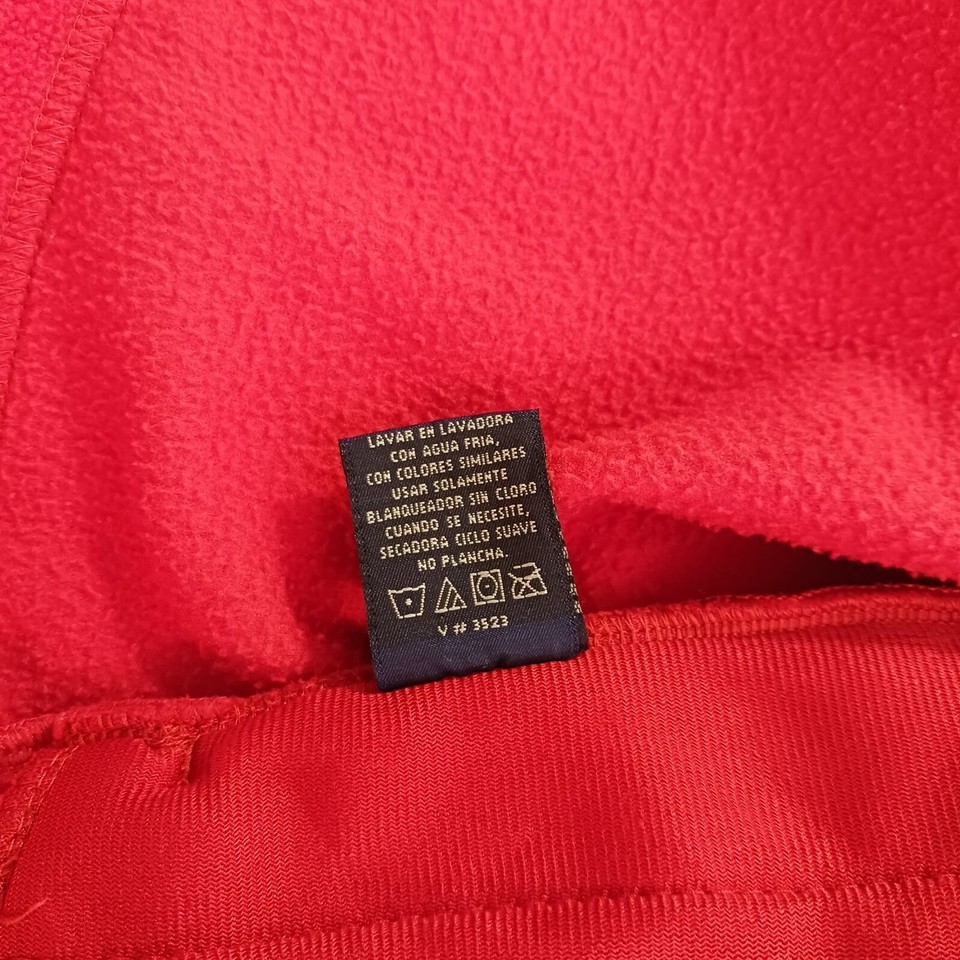 LAVAR EN LAVADORA
CON AGUA FRIA,
CON COLORES SIMILARES
USAR SOLAMENTE
BLANQUEADOR SIN CLORO
CUANDO SE NECESITE,
SECADORA CICLO SUAVE
NO PLANCHA.
V # 3523